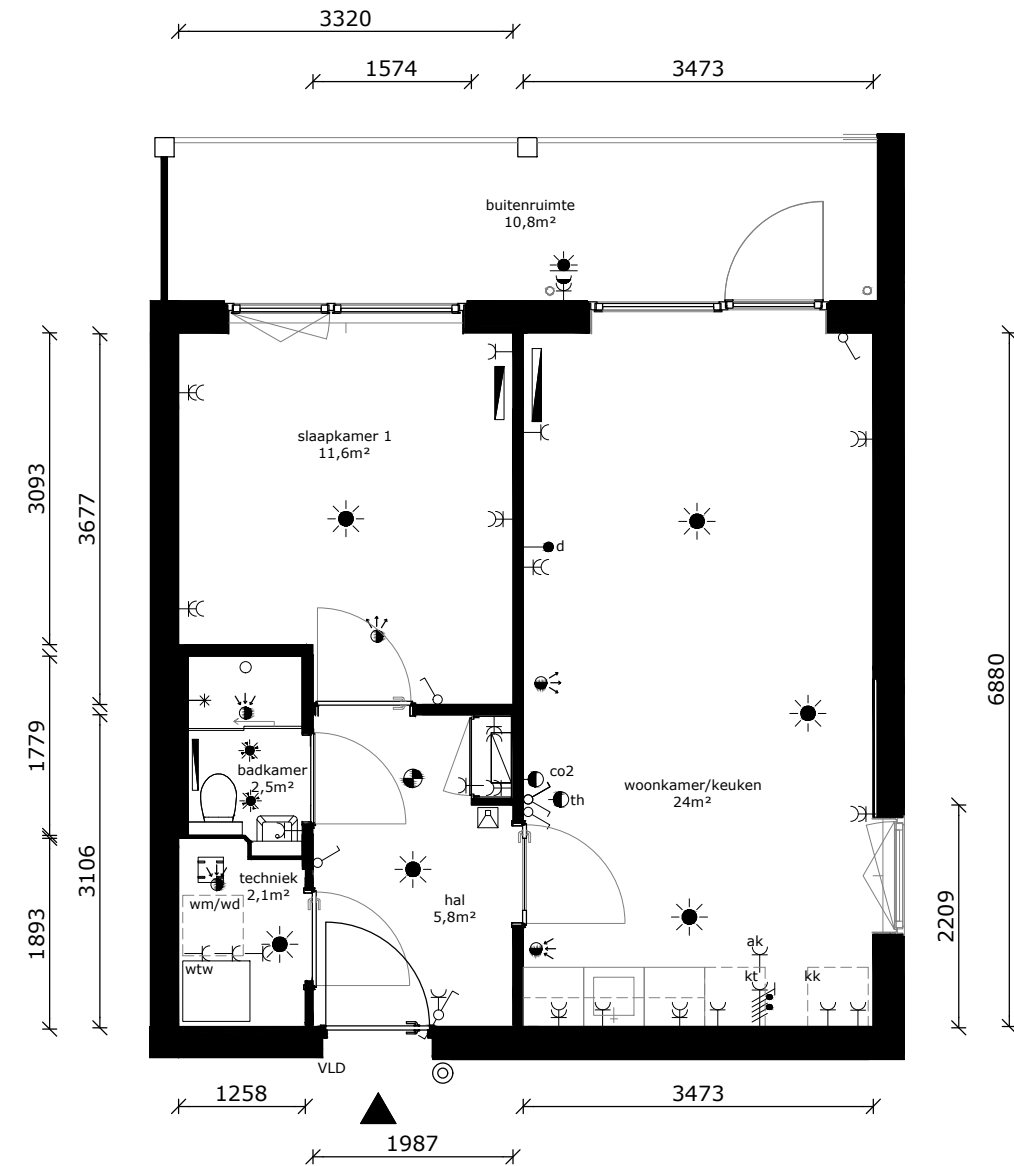 3320
1574
3473
buitenruimte
10,8m²
slaapkamer 1
11,6m²
3093
3677
d
6880
1779
badkamer
2,5m²
co2
th
woonkamer/keuken
24m²
3106
techniek
2,1m²
wm/wd
hal
5,8m²
1893
2209
ak
wtw
kt
kk
VLD
1258
3473
1987